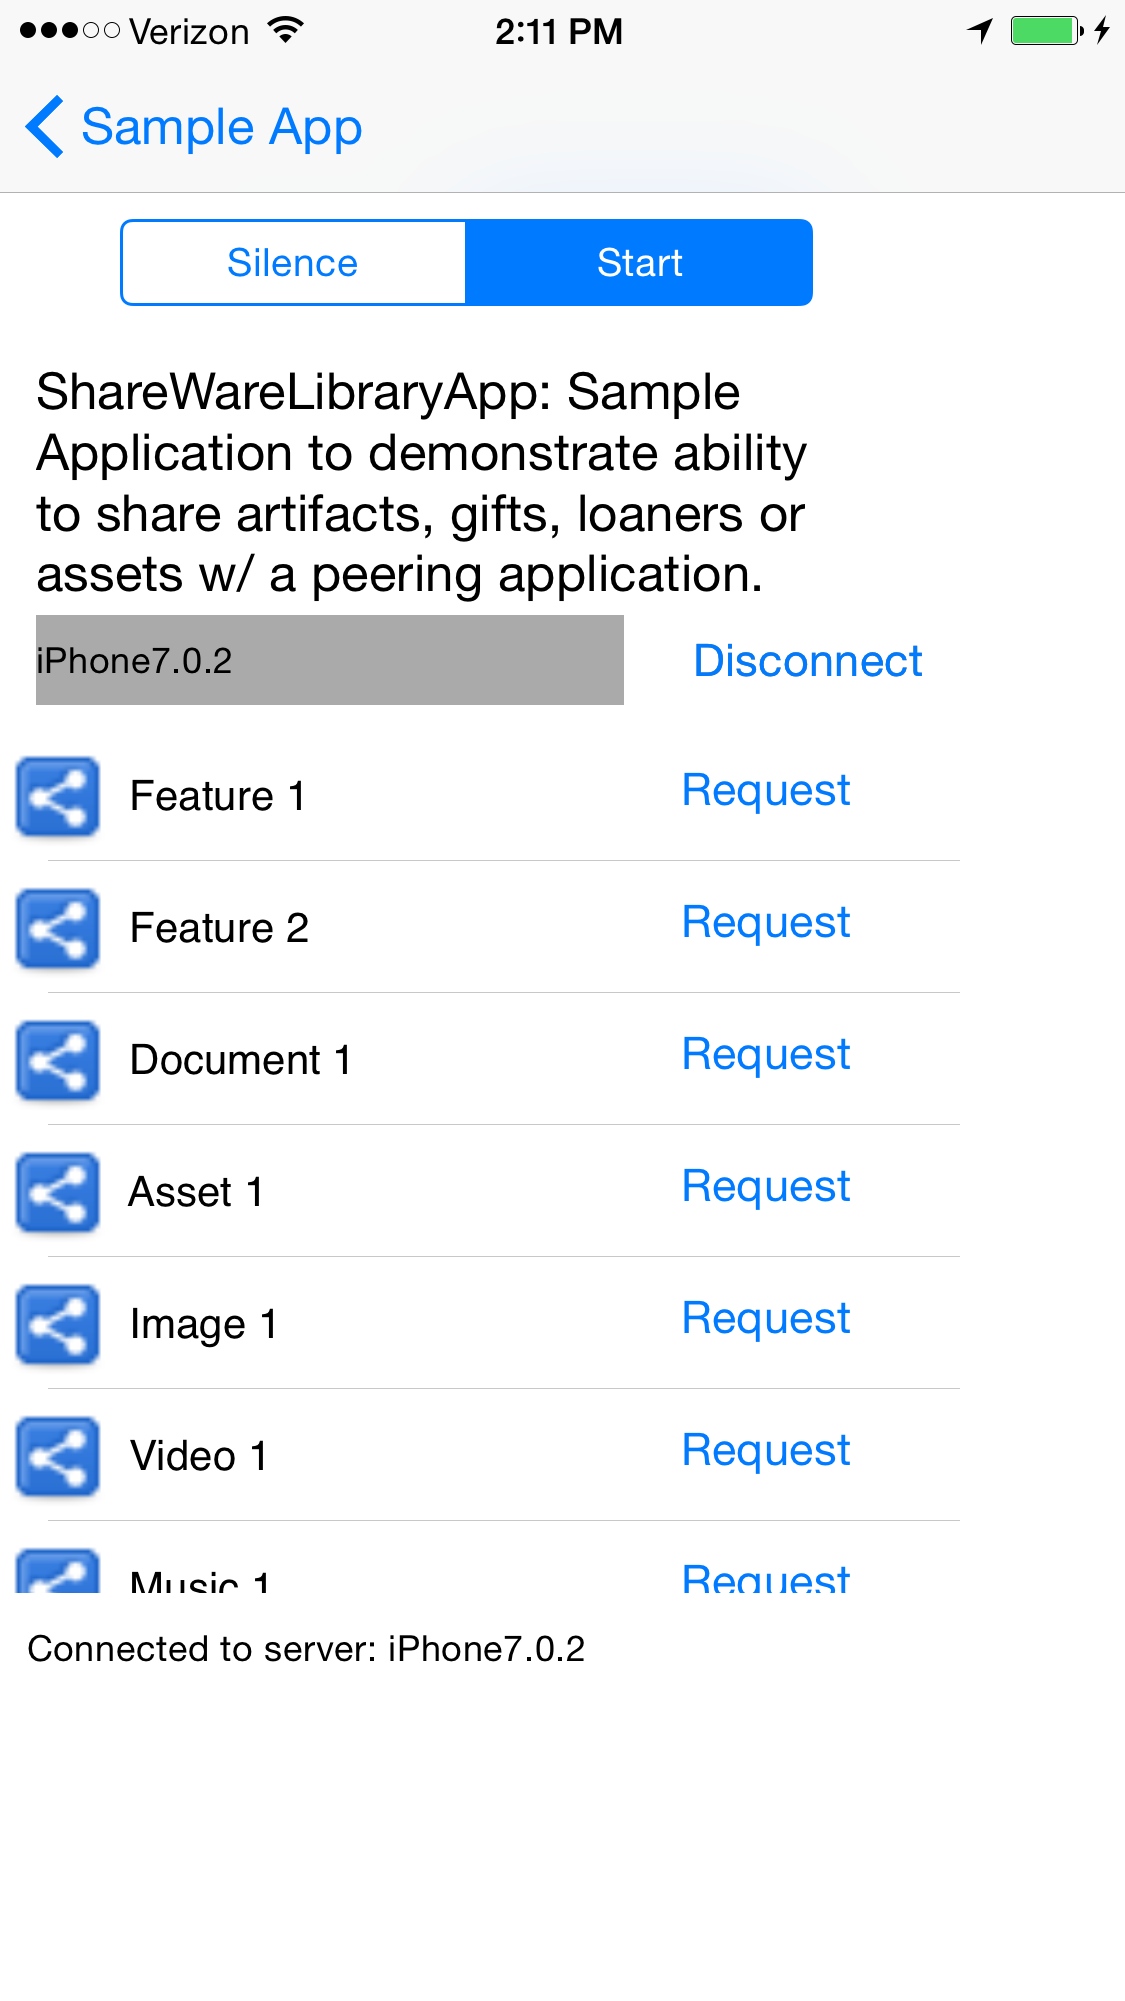 Verizon 2:11 PM
Sample App
Silence Start
ShareWareLibraryApp: Sample
Application to demonstrate ability
to share artifacts, gifts, loaners or
assets w/ a peering application.
iPhone7.0.2 Disconnect
Feature 1 Request
Feature 2 Request
Document 1 Request
Asset 1 Request
Image 1 Request
Video 1 Request
Music 1 Request
Connected to server: iPhone7.0.2